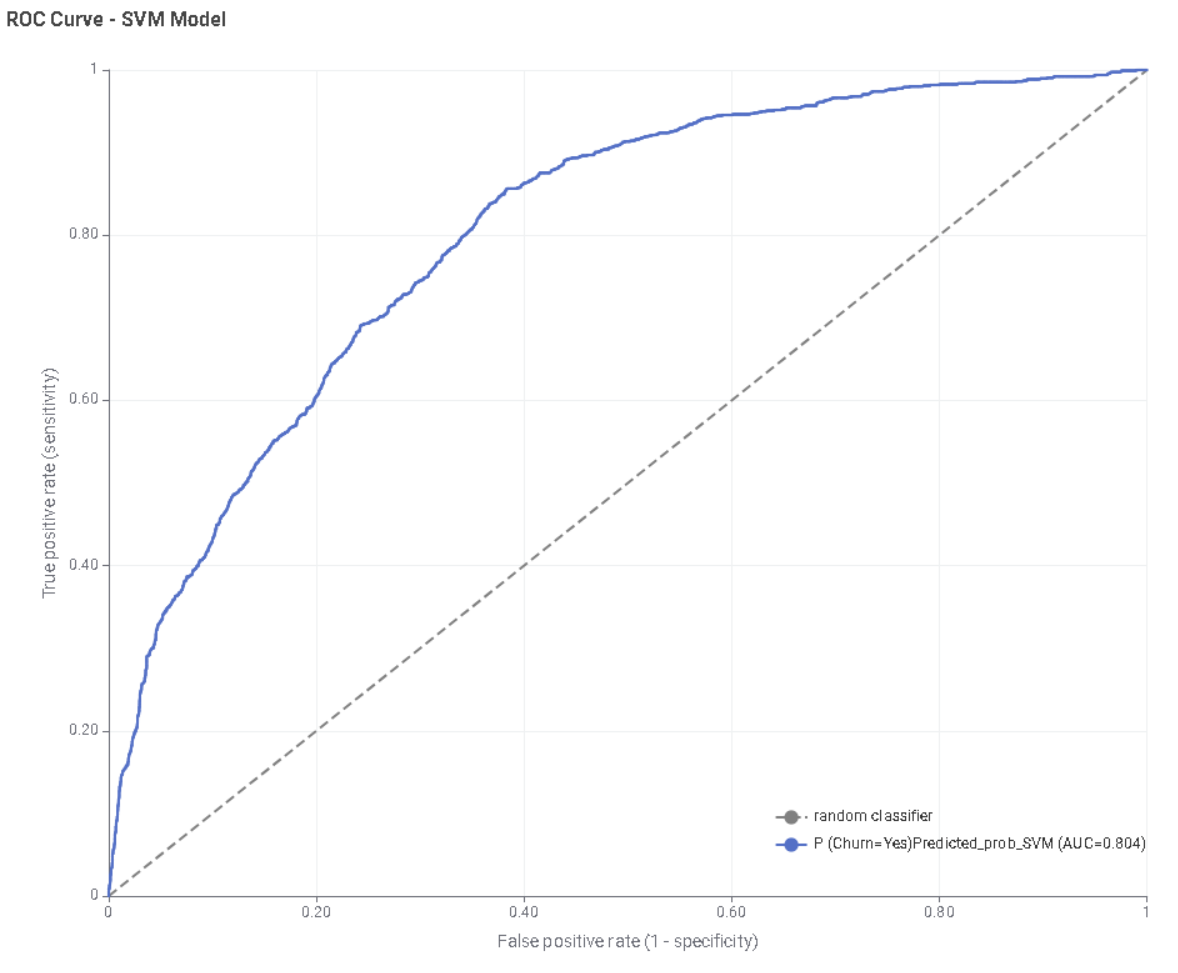 ROC Curve - SVM Model
1
0.80
0.60
0.40
0.20
0
True positive rate (sensitivity)
0
0.20
0.40
0.60
0.80
1
False positive rate (1 - specificity)
random classifier
P (Churn=Yes)Predicted_prob_SVM (AUC=0.804)